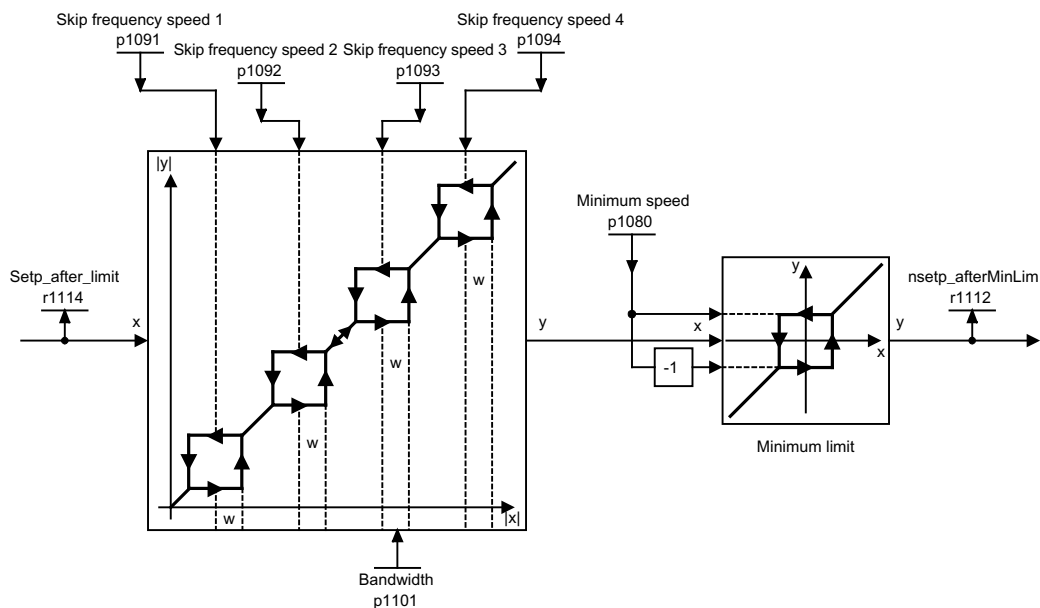 Skip frequency speed 1
p1091
Skip frequency speed 2
p1092
Skip frequency speed 3
p1093
Skip frequency speed 4
p1094
|y|
Setp_after_limit
r1114
x
w
w
w
w
|x|
Bandwidth
p1101
y
Minimum speed
p1080
-1
x
y
x
Minimum limit
nsetp_afterMinLim
r1112
y